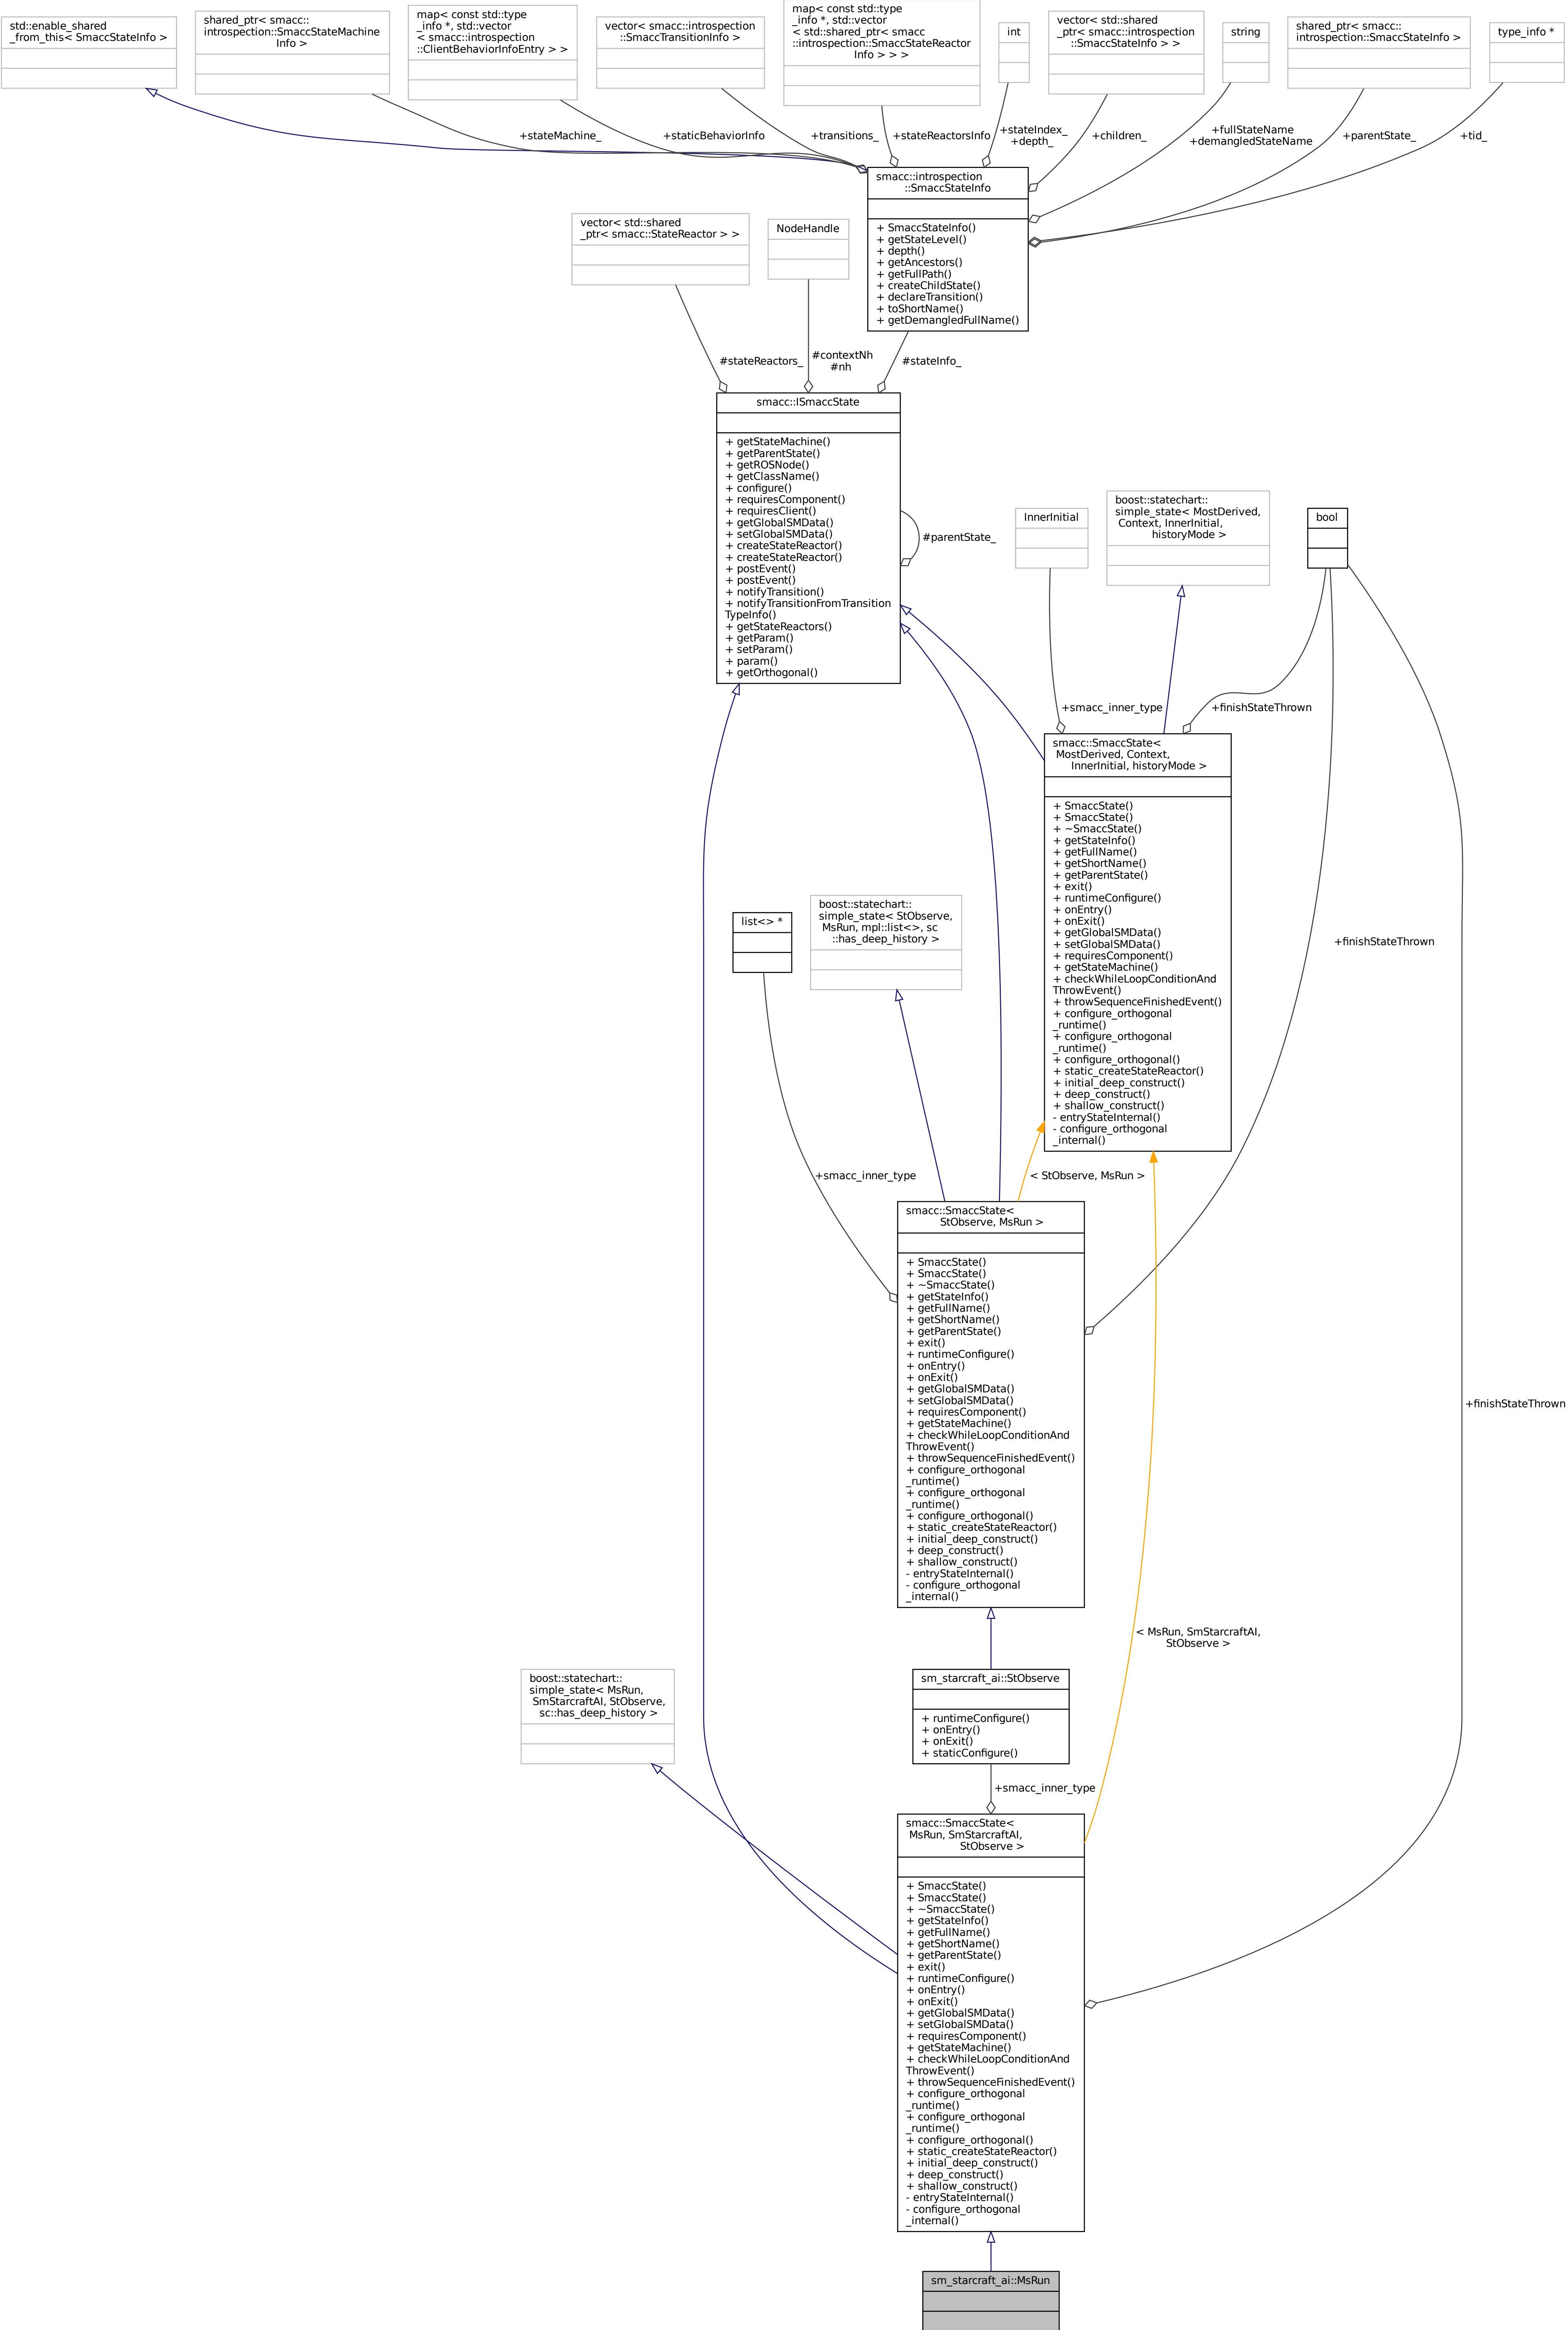 std::enable_shared
_from_this< SmaccStateInfo >
shared_ptr< smacc::
introspection::SmaccStateMachine
Info >
map< const std::type
_info *, std::vector
< smacc::introspection
::ClientBehaviorInfoEntry > >
vector< smacc::introspection
::SmaccTransitionInfo >
map< const std::type
_info *, std::vector
< std::shared_ptr< smacc
::introspection::SmaccStateReactor
Info > > >
int
vector< std::shared
_ptr< smacc::introspection
::SmaccStateInfo > >
string
shared_ptr< smacc::
introspection::SmaccStateInfo >
type_info *
+stateMachine_
+staticBehaviorInfo
+transitions_
+stateReactorsInfo
+stateIndex_
+depth_
+children_
+fullStateName
+demangledStateName
+parentState_
+tid_
smacc::introspection
::SmaccStateInfo
+ SmaccStateInfo()
+ getStateLevel()
+ depth()
+ getAncestors()
+ getFullPath()
+ createChildState()
+ declareTransition()
+ toShortName()
+ getDemangledFullName()
vector< std::shared
_ptr< smacc::StateReactor > >
NodeHandle
#stateReactors_
#contextNh
#nh
#stateInfo_
smacc::ISmaccState
+ getStateMachine()
+ getParentState()
+ getROSNode()
+ getClassName()
+ configure()
+ requiresComponent()
+ requiresClient()
+ getGlobalSMData()
+ setGlobalSMData()
+ createStateReactor()
+ createStateReactor()
+ postEvent()
+ postEvent()
+ notifyTransition()
+ notifyTransitionFromTransition
TypeInfo()
+ getStateReactors()
+ getParam()
+ setParam()
+ param()
+ getOrthogonal()
#parentState_
InnerInitial
boost::statechart::
simple_state< MostDerived,
Context, InnerInitial,
historyMode >
bool
+smacc_inner_type
+finishStateThrown
smacc::SmaccState<
MostDerived, Context,
InnerInitial, historyMode >
+ SmaccState()
+ SmaccState()
+ ~SmaccState()
+ getStateInfo()
+ getFullName()
+ getShortName()
+ getParentState()
+ exit()
+ runtimeConfigure()
+ onEntry()
+ onExit()
+ getGlobalSMData()
+ setGlobalSMData()
+ requiresComponent()
+ getStateMachine()
+ checkWhileLoopConditionAnd
ThrowEvent()
+ throwSequenceFinishedEvent()
+ configure_orthogonal
_runtime()
+ configure_orthogonal
_runtime()
+ configure_orthogonal()
+ static_createStateReactor()
+ initial_deep_construct()
+ deep_construct()
+ shallow_construct()
- entryStateInternal()
- configure_orthogonal
_internal()
+finishStateThrown
list<> *
boost::statechart::
simple_state< StObserve,
MsRun, mpl::list<>, sc
::has_deep_history >
+smacc_inner_type
< StObserve, MsRun >
smacc::SmaccState<
StObserve, MsRun >
+ SmaccState()
+ SmaccState()
+ ~SmaccState()
+ getStateInfo()
+ getFullName()
+ getShortName()
+ getParentState()
+ exit()
+ runtimeConfigure()
+ onEntry()
+ onExit()
+ getGlobalSMData()
+ setGlobalSMData()
+ requiresComponent()
+ getStateMachine()
+ checkWhileLoopConditionAnd
ThrowEvent()
+ throwSequenceFinishedEvent()
+ configure_orthogonal
_runtime()
+ configure_orthogonal
_runtime()
+ configure_orthogonal()
+ static_createStateReactor()
+ initial_deep_construct()
+ deep_construct()
+ shallow_construct()
- entryStateInternal()
- configure_orthogonal
_internal()
+finishStateThrown
< MsRun, SmStarcraftAI,
StObserve >
boost::statechart::
simple_state< MsRun,
SmStarcraftAI, StObserve,
sc::has_deep_history >
sm_starcraft_ai::StObserve
+ runtimeConfigure()
+ onEntry()
+ onExit()
+ staticConfigure()
+smacc_inner_type
smacc::SmaccState<
MsRun, SmStarcraftAI,
StObserve >
+ SmaccState()
+ SmaccState()
+ ~SmaccState()
+ getStateInfo()
+ getFullName()
+ getShortName()
+ getParentState()
+ exit()
+ runtimeConfigure()
+ onEntry()
+ onExit()
+ getGlobalSMData()
+ setGlobalSMData()
+ requiresComponent()
+ getStateMachine()
+ checkWhileLoopConditionAnd
ThrowEvent()
+ throwSequenceFinishedEvent()
+ configure_orthogonal
_runtime()
+ configure_orthogonal
_runtime()
+ configure_orthogonal()
+ static_createStateReactor()
+ initial_deep_construct()
+ deep_construct()
+ shallow_construct()
- entryStateInternal()
- configure_orthogonal
_internal()
sm_starcraft_ai::MsRun